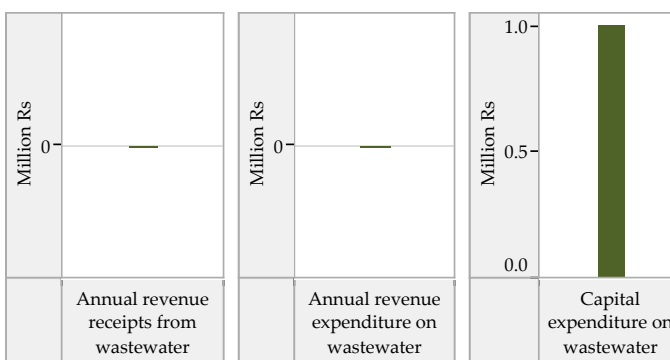 Million Rs
0
Annual revenue
receipts from
wastewater
Million Rs
0
Annual revenue
expenditure on
wastewater
Million Rs
1.0
0.5
0.0
Capital
expenditure on
wastewater